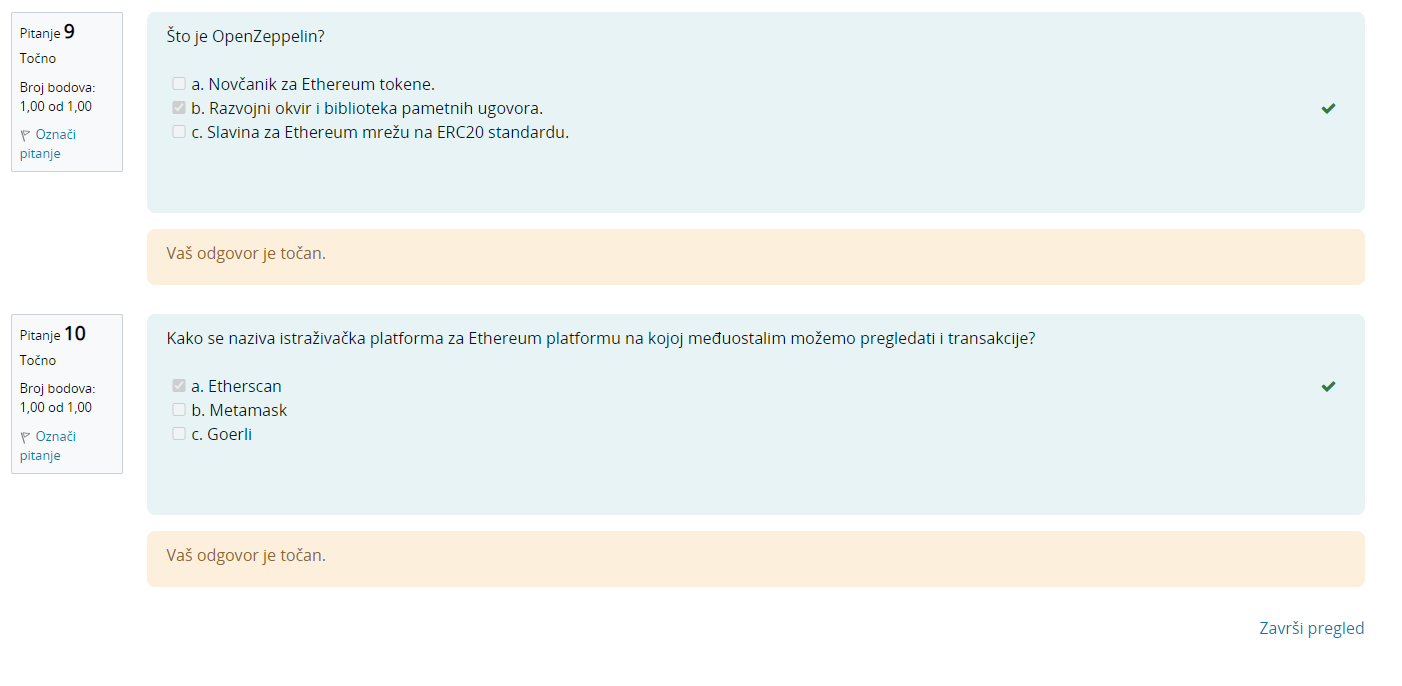 Pitanje 9
Točno
Broj bodova:
1,00 od 1,00
Označi
pitanje
Što je OpenZeppelin?
a. Novčanik za Ethereum tokene.
b. Razvojni okvir i biblioteka pametnih ugovora.
c. Slavina za Ethereum mrežu na ERC20 standardu.
Vaš odgovor je točan.
Pitanje 10
Točno
Broj bodova:
1,00 od 1,00
Označi
pitanje
Kako se naziva istraživačka platforma za Ethereum platformu na kojoj međuostalim možemo pregledati i transakcije?
a. Etherscan
b. Metamask
c. Goerli
Vaš odgovor je točan.
Završi pregled